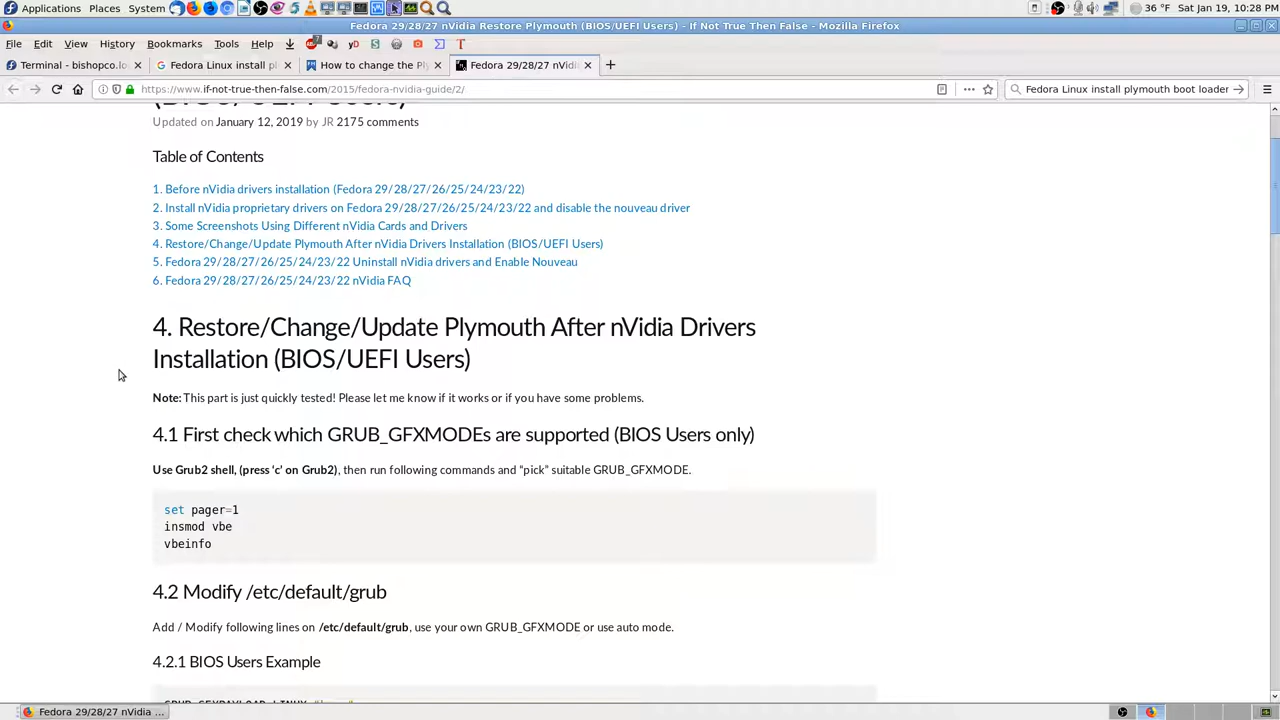 Applications Places System 36 °F Sat Jan 19, 10:28 PM
Fedora 29/28/27 nVidia Restore Plymouth (BIOS/UEFI Users) - If Not True Then False - Mozilla Firefox
File Edit View History Bookmarks Tools Help
Terminal - bishopco.lo Fedora Linux install pl How to change the Ply Fedora 29/28/27 nVidi
https://www.if-not-true-then-false.com/2015/fedora-nvidia-guide/2/ Fedora Linux install plymouth boot loader
(BIOS/UEFI Users)
Updated on January 12, 2019 by JR 2175 comments
Table of Contents
1. Before nVidia drivers installation (Fedora 29/28/27/26/25/24/23/22)
2. Install nVidia proprietary drivers on Fedora 29/28/27/26/25/24/23/22 and disable the nouveau driver
3. Some Screenshots Using Different nVidia Cards and Drivers
4. Restore/Change/Update Plymouth After nVidia Drivers Installation (BIOS/UEFI Users)
5. Fedora 29/28/27/26/25/24/23/22 Uninstall nVidia drivers and Enable Nouveau
6. Fedora 29/28/27/26/25/24/23/22 nVidia FAQ
4. Restore/Change/Update Plymouth After nVidia Drivers
Installation (BIOS/UEFI Users)
Note: This part is just quickly tested! Please let me know if it works or if you have some problems.
4.1 First check which GRUB_GFXMODEs are supported (BIOS Users only)
Use Grub2 shell, (press ‘c’ on Grub2), then run following commands and “pick” suitable GRUB_GFXMODE.
set pager=1
insmod vbe
vbeinfo
4.2 Modify /etc/default/grub
Add / Modify following lines on /etc/default/grub, use your own GRUB_GFXMODE or use auto mode.
4.2.1 BIOS Users Example
Fedora 29/28/27 nVidia ...